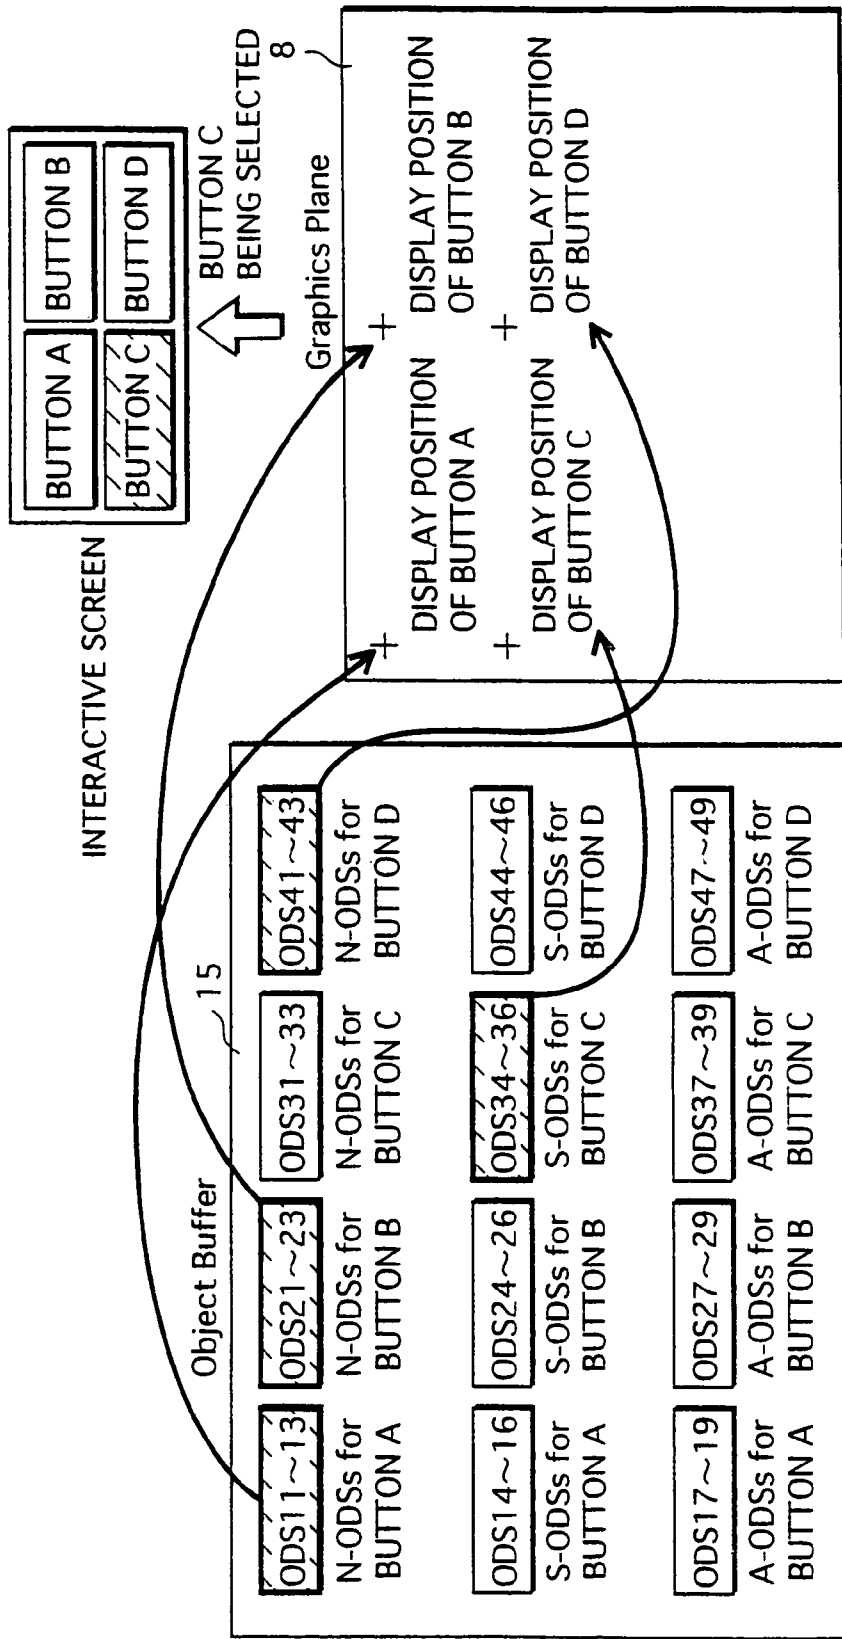 INTERACTIVE SCREEN
BUTTON A
BUTTON B
BUTTON C
BUTTON D
BUTTON C
BEING SELECTED
Object Buffer
15
ODS11~13
N-ODSs for
BUTTON A
ODS21~23
N-ODSs for
BUTTON B
ODS31~33
N-ODSs for
BUTTON C
ODS41~43
N-ODSs for
BUTTON D
ODS14~16
S-ODSs for
BUTTON A
ODS24~26
S-ODSs for
BUTTON B
ODS34~36
S-ODSs for
BUTTON C
ODS44~46
S-ODSs for
BUTTON D
ODS17~19
A-ODSs for
BUTTON A
ODS27~29
A-ODSs for
BUTTON B
ODS37~39
A-ODSs for
BUTTON C
ODS47~49
A-ODSs for
BUTTON D
Graphics Plane
8
DISPLAY POSITION
OF BUTTON A
DISPLAY POSITION
OF BUTTON B
DISPLAY POSITION
OF BUTTON C
DISPLAY POSITION
OF BUTTON D